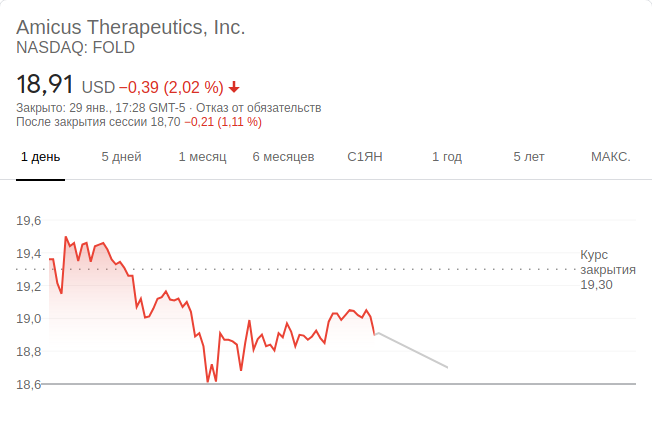 Amicus Therapeutics, Inc.
NASDAQ: FOLD
18,91 USD −0,39 (2,02 %)
Закрыто: 29 янв., 17:28 GMT-5 · Отказ от обязательств
После закрытия сессии 18,70 −0,21 (1,11 %)
1 день 5 дней 1 месяц 6 месяцев С1ЯН 1 год 5 лет МАКС.
19,6
19,4
19,2
19,0
18,8
18,6
Курс
закрытия
19,30